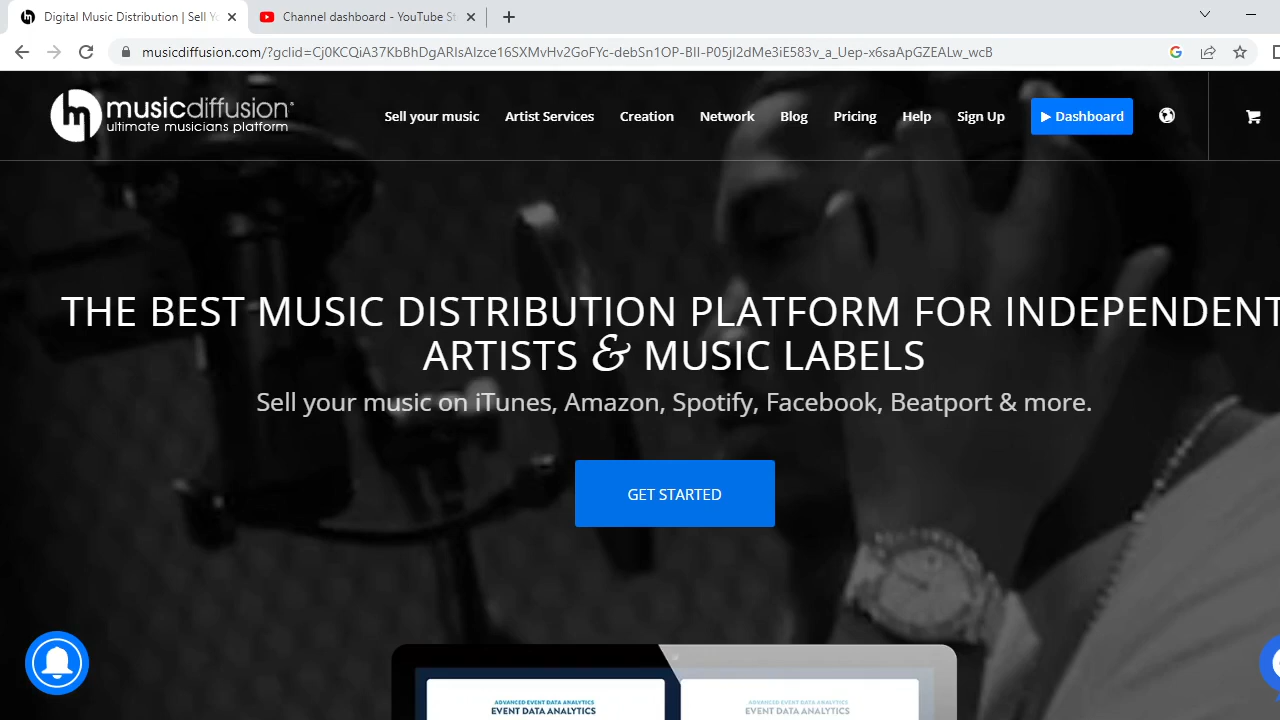 Digital Music Distribution | Sell Y
Channel dashboard - YouTube St
musicdiffusion.com/?gclid=Cj0KCQiA37KbBhDgARIsAIzce16SXMvHv2GoFYc-debSn1OP-BlI-P05jI2dMe3iE583v_a_Uep-x6saApGZEALw_wcB
musicdiffusion
ultimate musicians platform
Sell your music Artist Services Creation Network Blog Pricing Help Sign Up ▶ Dashboard
THE BEST MUSIC DISTRIBUTION PLATFORM FOR INDEPENDENT
ARTISTS & MUSIC LABELS
Sell your music on iTunes, Amazon, Spotify, Facebook, Beatport & more.
GET STARTED
ADVANCED EVENT DATA ANALYTICS ADVANCED EVENT DATA ANALYTICS
EVENT DATA ANALYTICS EVENT DATA ANALYTICS